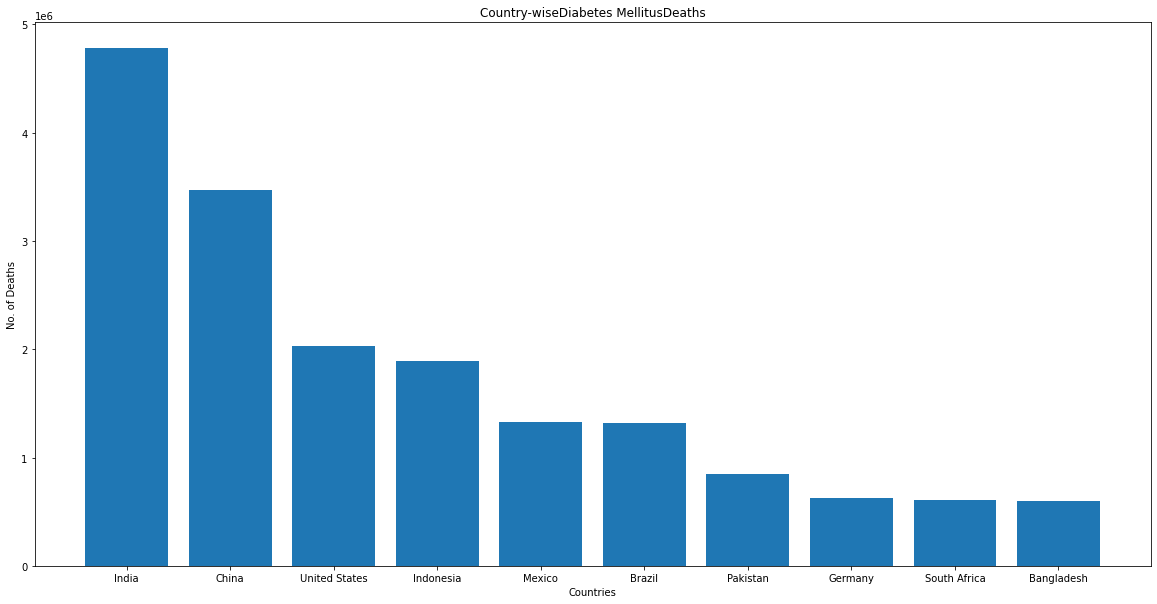 Country-wiseDiabetes MellitusDeaths
1e6
5
4
3
2
1
0
No. of Deaths
India China United States Indonesia Mexico Brazil Pakistan Germany South Africa Bangladesh
Countries